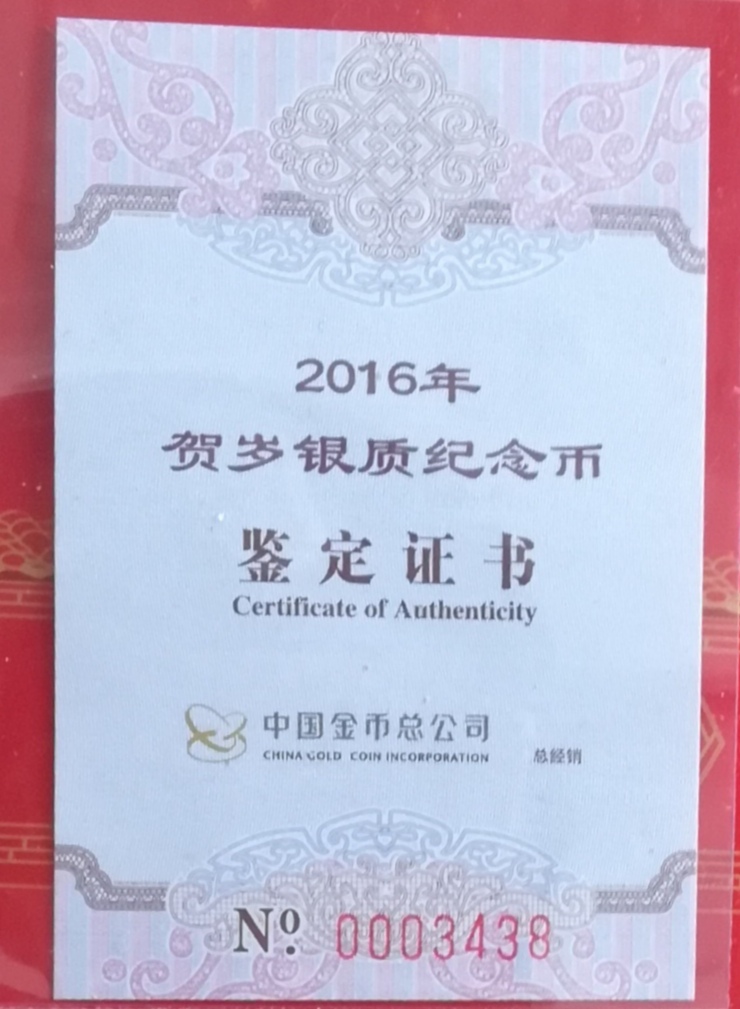 2016年
贺岁银质纪念币
鉴定证书
Certificate of Authenticity
中国金币总公司
CHINA GOLD COIN INCORPORATION 总经销
Nº. 0003438